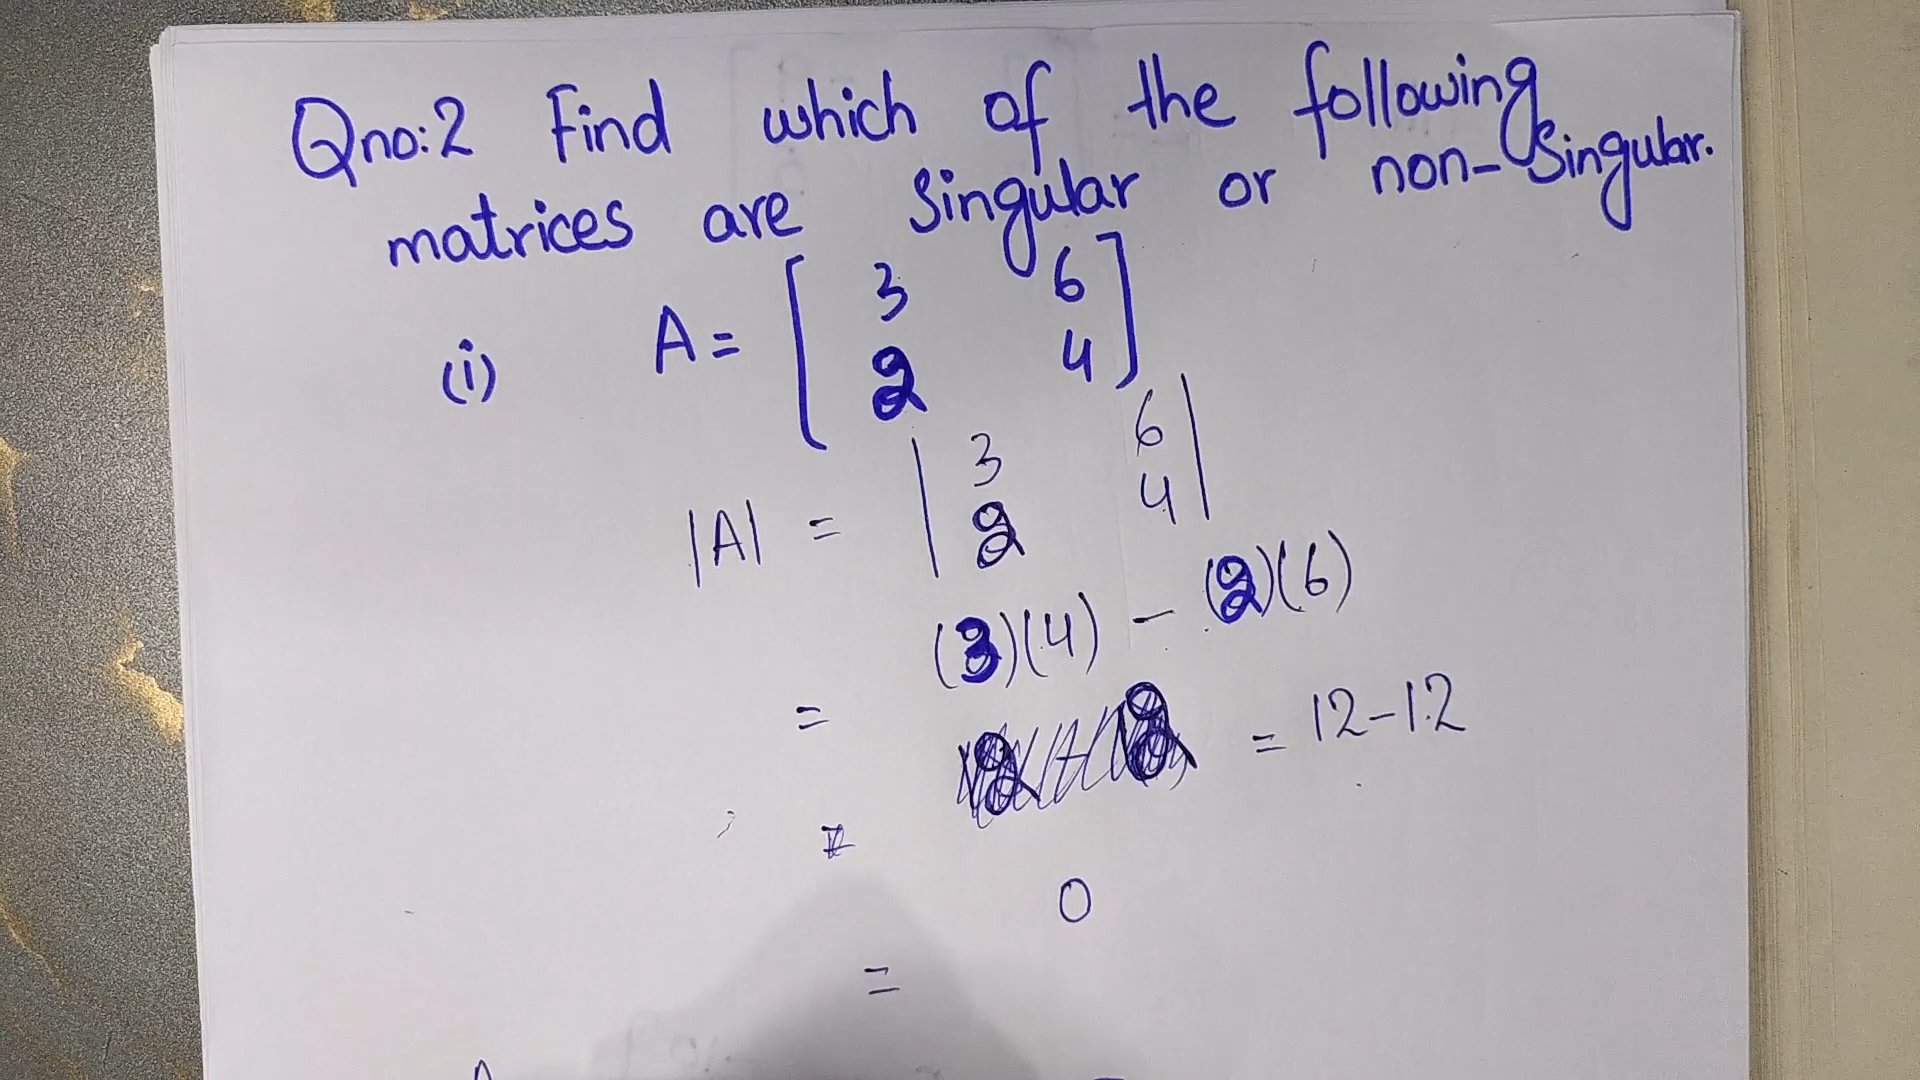 Qno:2 Find which of the following
matrices are singular or non-singular.
(i) A = [ 3 6
2 4 ]
|A| = | 3 6
2 4 |
= (3)(4) - (2)(6)
= 12-12
= 0